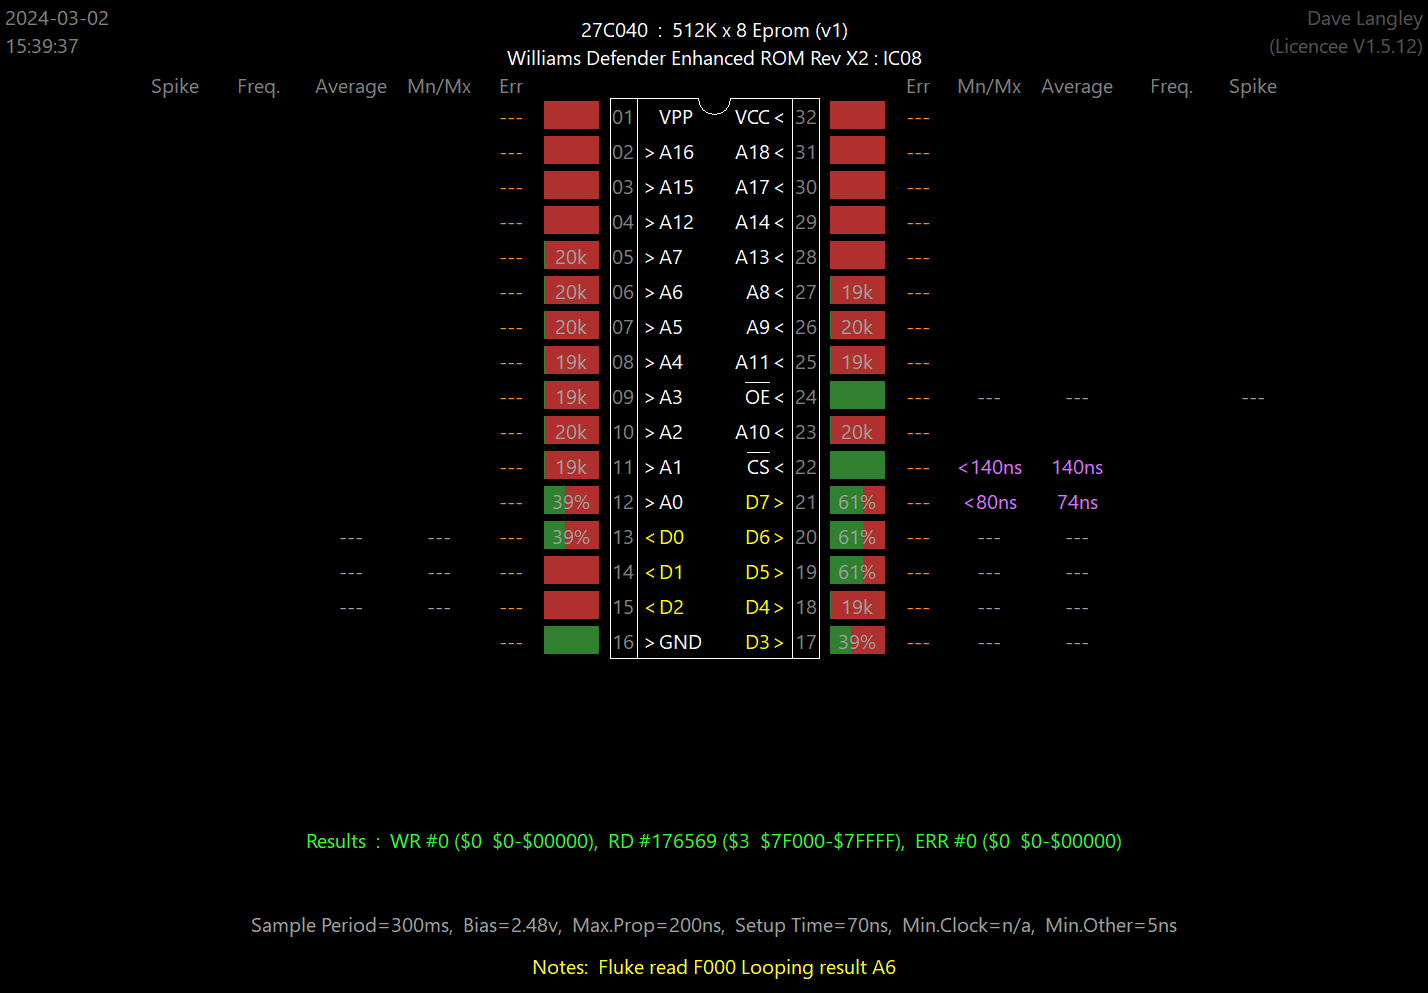 2024-03-02
15:39:37
27C040 : 512K x 8 Eprom (v1)
Williams Defender Enhanced ROM Rev X2 : IC08
Dave Langley
(Licencee V1.5.12)
Spike Freq. Average Mn/Mx Err Err Mn/Mx Average Freq. Spike
--- 01 VPP VCC < 32 ---
--- 02 > A16 A18 < 31 ---
--- 03 > A15 A17 < 30 ---
--- 04 > A12 A14 < 29 ---
--- 20k 05 > A7 A13 < 28 ---
--- 20k 06 > A6 A8 < 27 19k ---
--- 20k 07 > A5 A9 < 26 20k ---
--- 19k 08 > A4 A11 < 25 19k ---
--- 19k 09 > A3 OE < 24 --- --- --- ---
--- 20k 10 > A2 A10 < 23 20k ---
--- 19k 11 > A1 CS < 22 --- <140ns 140ns
--- 39% 12 > A0 D7 > 21 61% --- <80ns 74ns
--- --- --- 39% 13 < D0 D6 > 20 61% --- --- ---
--- --- --- 14 < D1 D5 > 19 61% --- --- ---
--- --- --- 15 < D2 D4 > 18 19k --- --- ---
--- 16 > GND D3 > 17 39% --- --- ---
Results : WR #0 ($0 $0-$00000), RD #176569 ($3 $7F000-$7FFFF), ERR #0 ($0 $0-$00000)
Sample Period=300ms, Bias=2.48v, Max.Prop=200ns, Setup Time=70ns, Min.Clock=n/a, Min.Other=5ns
Notes: Fluke read F000 Looping result A6